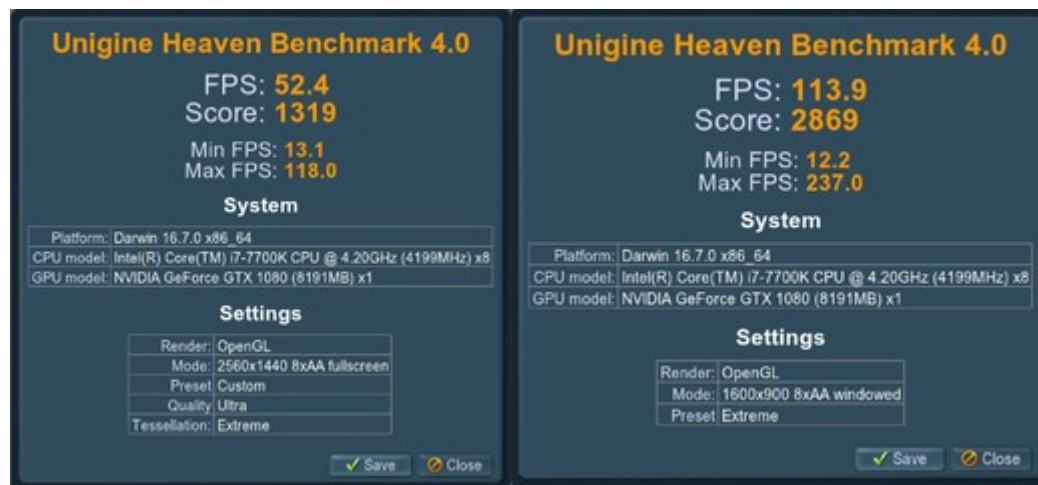 Unigine Heaven Benchmark 4.0
FPS: 52.4
Score: 1319
Min FPS: 13.1
Max FPS: 118.0
System
Platform: Darwin 16.7.0 x86_64
CPU model: Intel(R) Core(TM) i7-7700K CPU @ 4.20GHz (4199MHz) x8
GPU model: NVIDIA GeForce GTX 1080 (8191MB) x1
Settings
Render: OpenGL
Mode: 2560x1440 8xAA fullscreen
Preset Custom
Quality Ultra
Tessellation: Extreme
Save Close
Unigine Heaven Benchmark 4.0
FPS: 113.9
Score: 2869
Min FPS: 12.2
Max FPS: 237.0
System
Platform: Darwin 16.7.0 x86_64
CPU model: Intel(R) Core(TM) i7-7700K CPU @ 4.20GHz (4199MHz) x8
GPU model: NVIDIA GeForce GTX 1080 (8191MB) x1
Settings
Render: OpenGL
Mode: 1600x900 8xAA windowed
Preset Extreme
Save Close